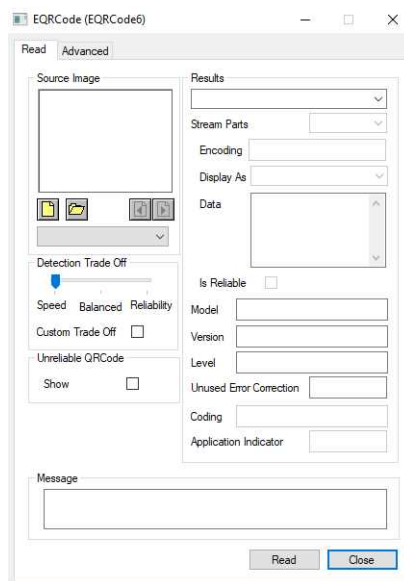 EQRCode (EQRCode6)
Read
Advanced
Source Image
Detection Trade Off
Speed
Balanced
Reliability
Custom Trade Off
Unreliable QRCode
Show
Results
Stream Parts
Encoding
Display As
Data
Is Reliable
Model
Version
Level
Unused Error Correction
Coding
Application Indicator
Message
Read
Close